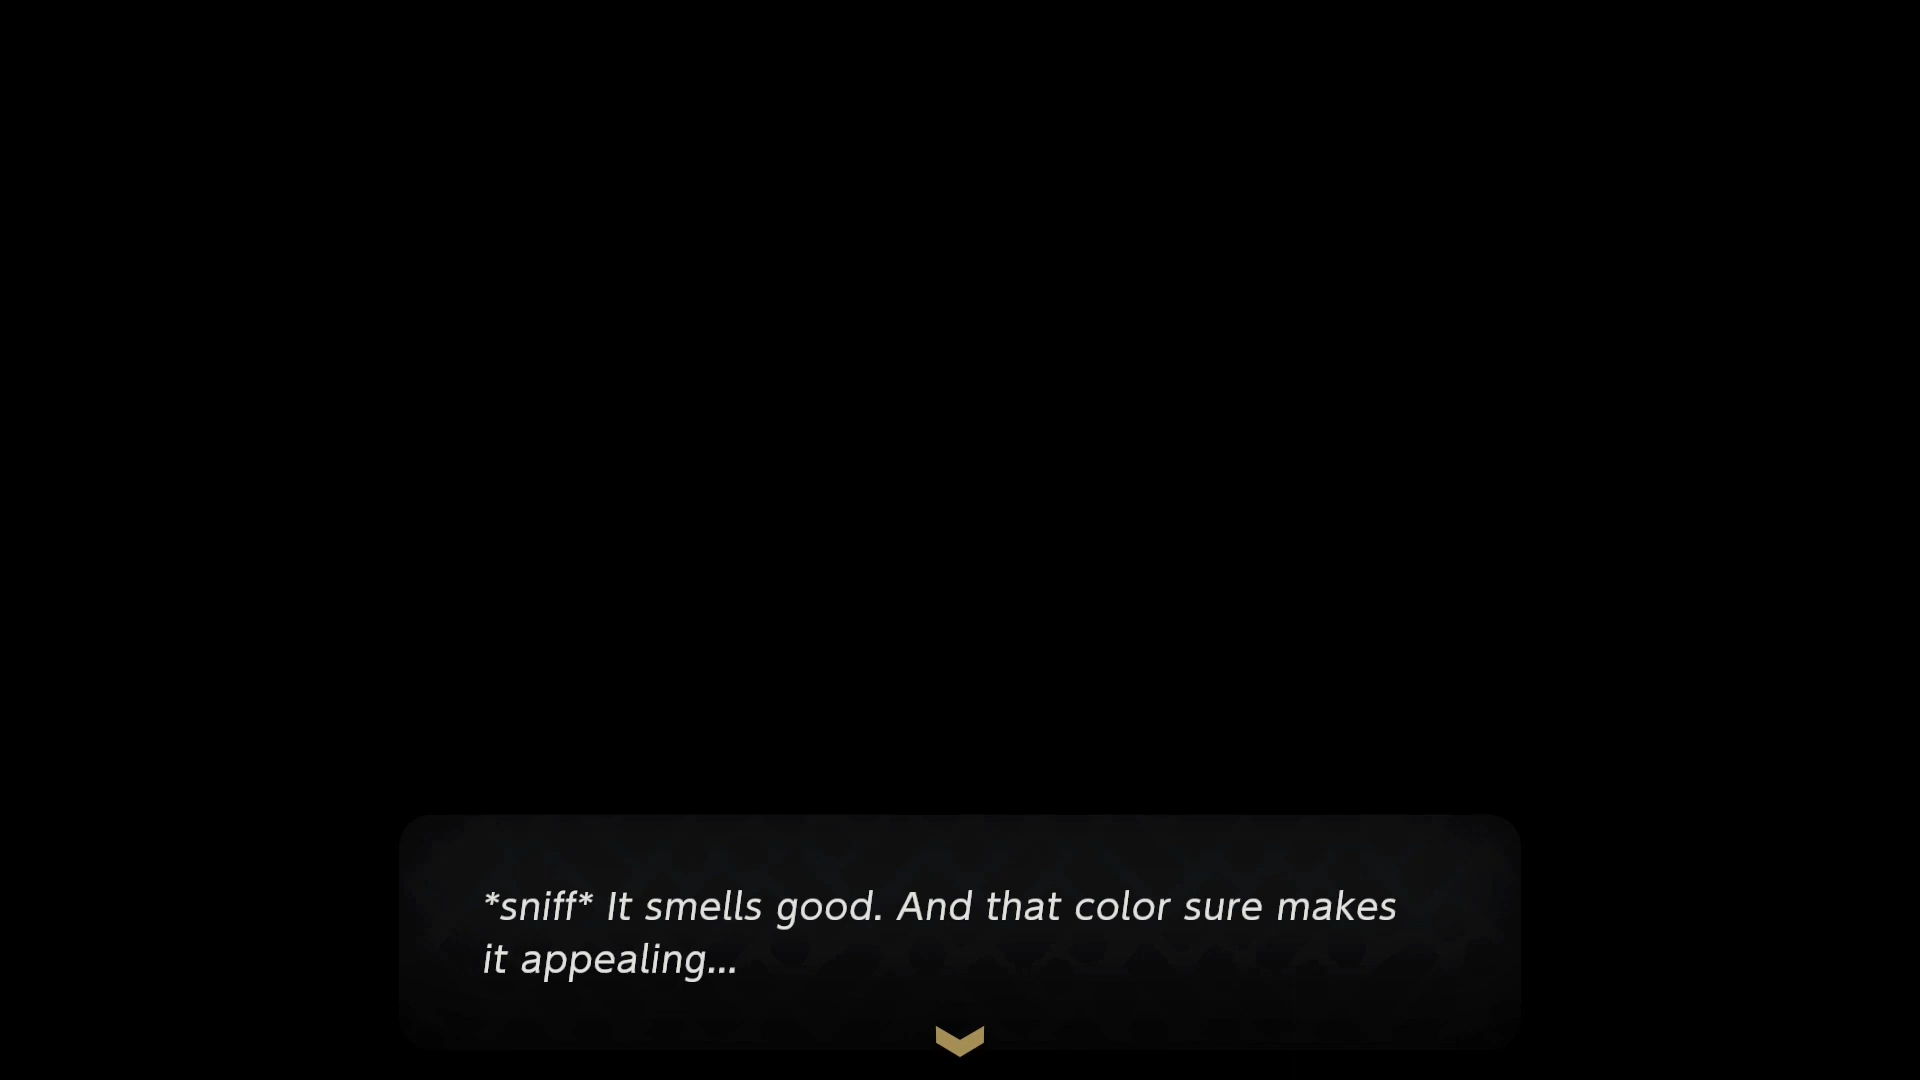 *sniff* It smells good. And that color sure makes
it appealing...